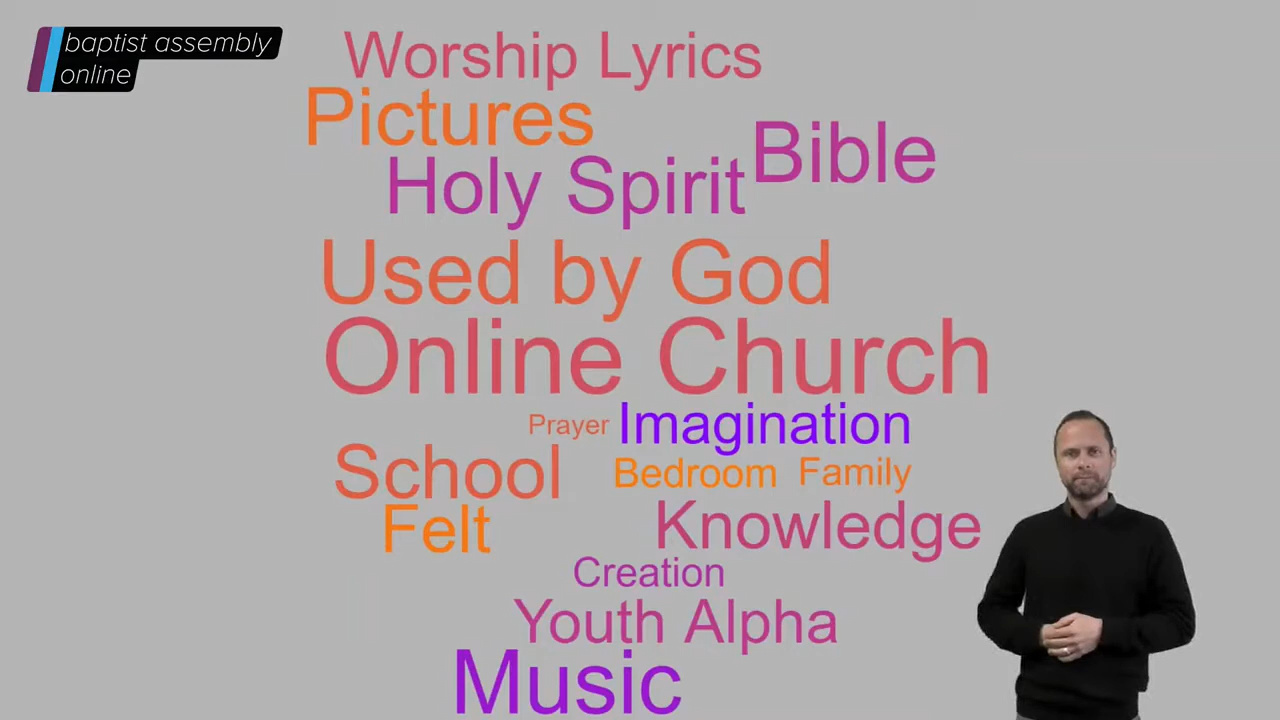 baptist assembly
online
Worship Lyrics
Pictures
Bible
Holy Spirit
Used by God
Online Church
Prayer
Imagination
School
Bedroom
Family
Felt
Knowledge
Creation
Youth Alpha
Music